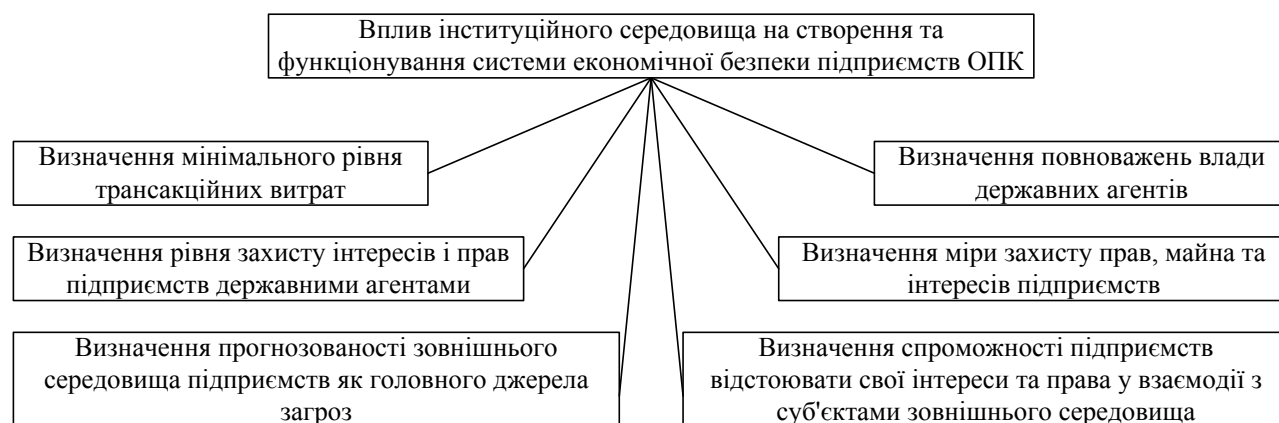 Вплив інституційного середовища на створення та
функціонування системи економічної безпеки підприємств ОПК
Визначення мінімального рівня
трансакційних витрат
Визначення повноважень влади
державних агентів
Визначення рівня захисту інтересів і прав
підприємств державними агентами
Визначення міри захисту прав, майна та
інтересів підприємств
Визначення прогнозованості зовнішнього
середовища підприємств як головного джерела
загроз
Визначення спроможності підприємств
відстоювати свої інтереси та права у взаємодії з
суб'єктами зовнішнього середовища